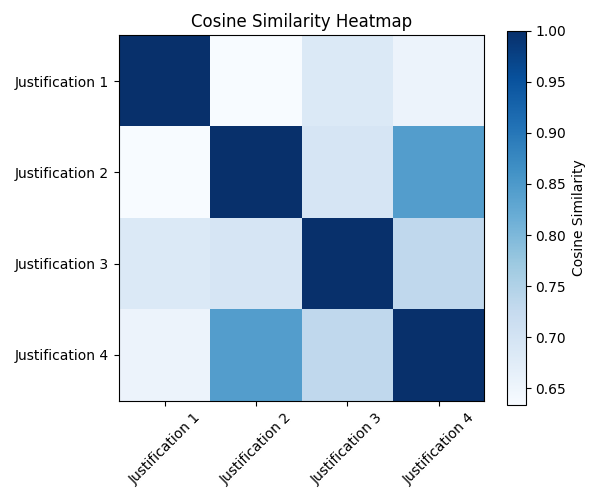 Cosine Similarity Heatmap
Justification 1
Justification 2
Justification 3
Justification 4
Justification 1
Justification 2
Justification 3
Justification 4
1.00
0.95
0.90
0.85
0.80
0.75
0.70
0.65
Cosine Similarity